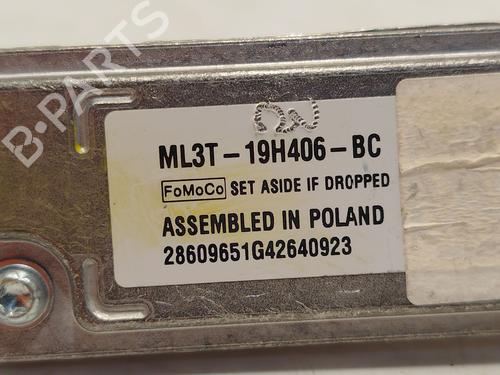 B-PARTS
ML3T-19H406-BC
FoMoCo SET ASIDE IF DROPPED
ASSEMBLED IN POLAND
28609651G42640923